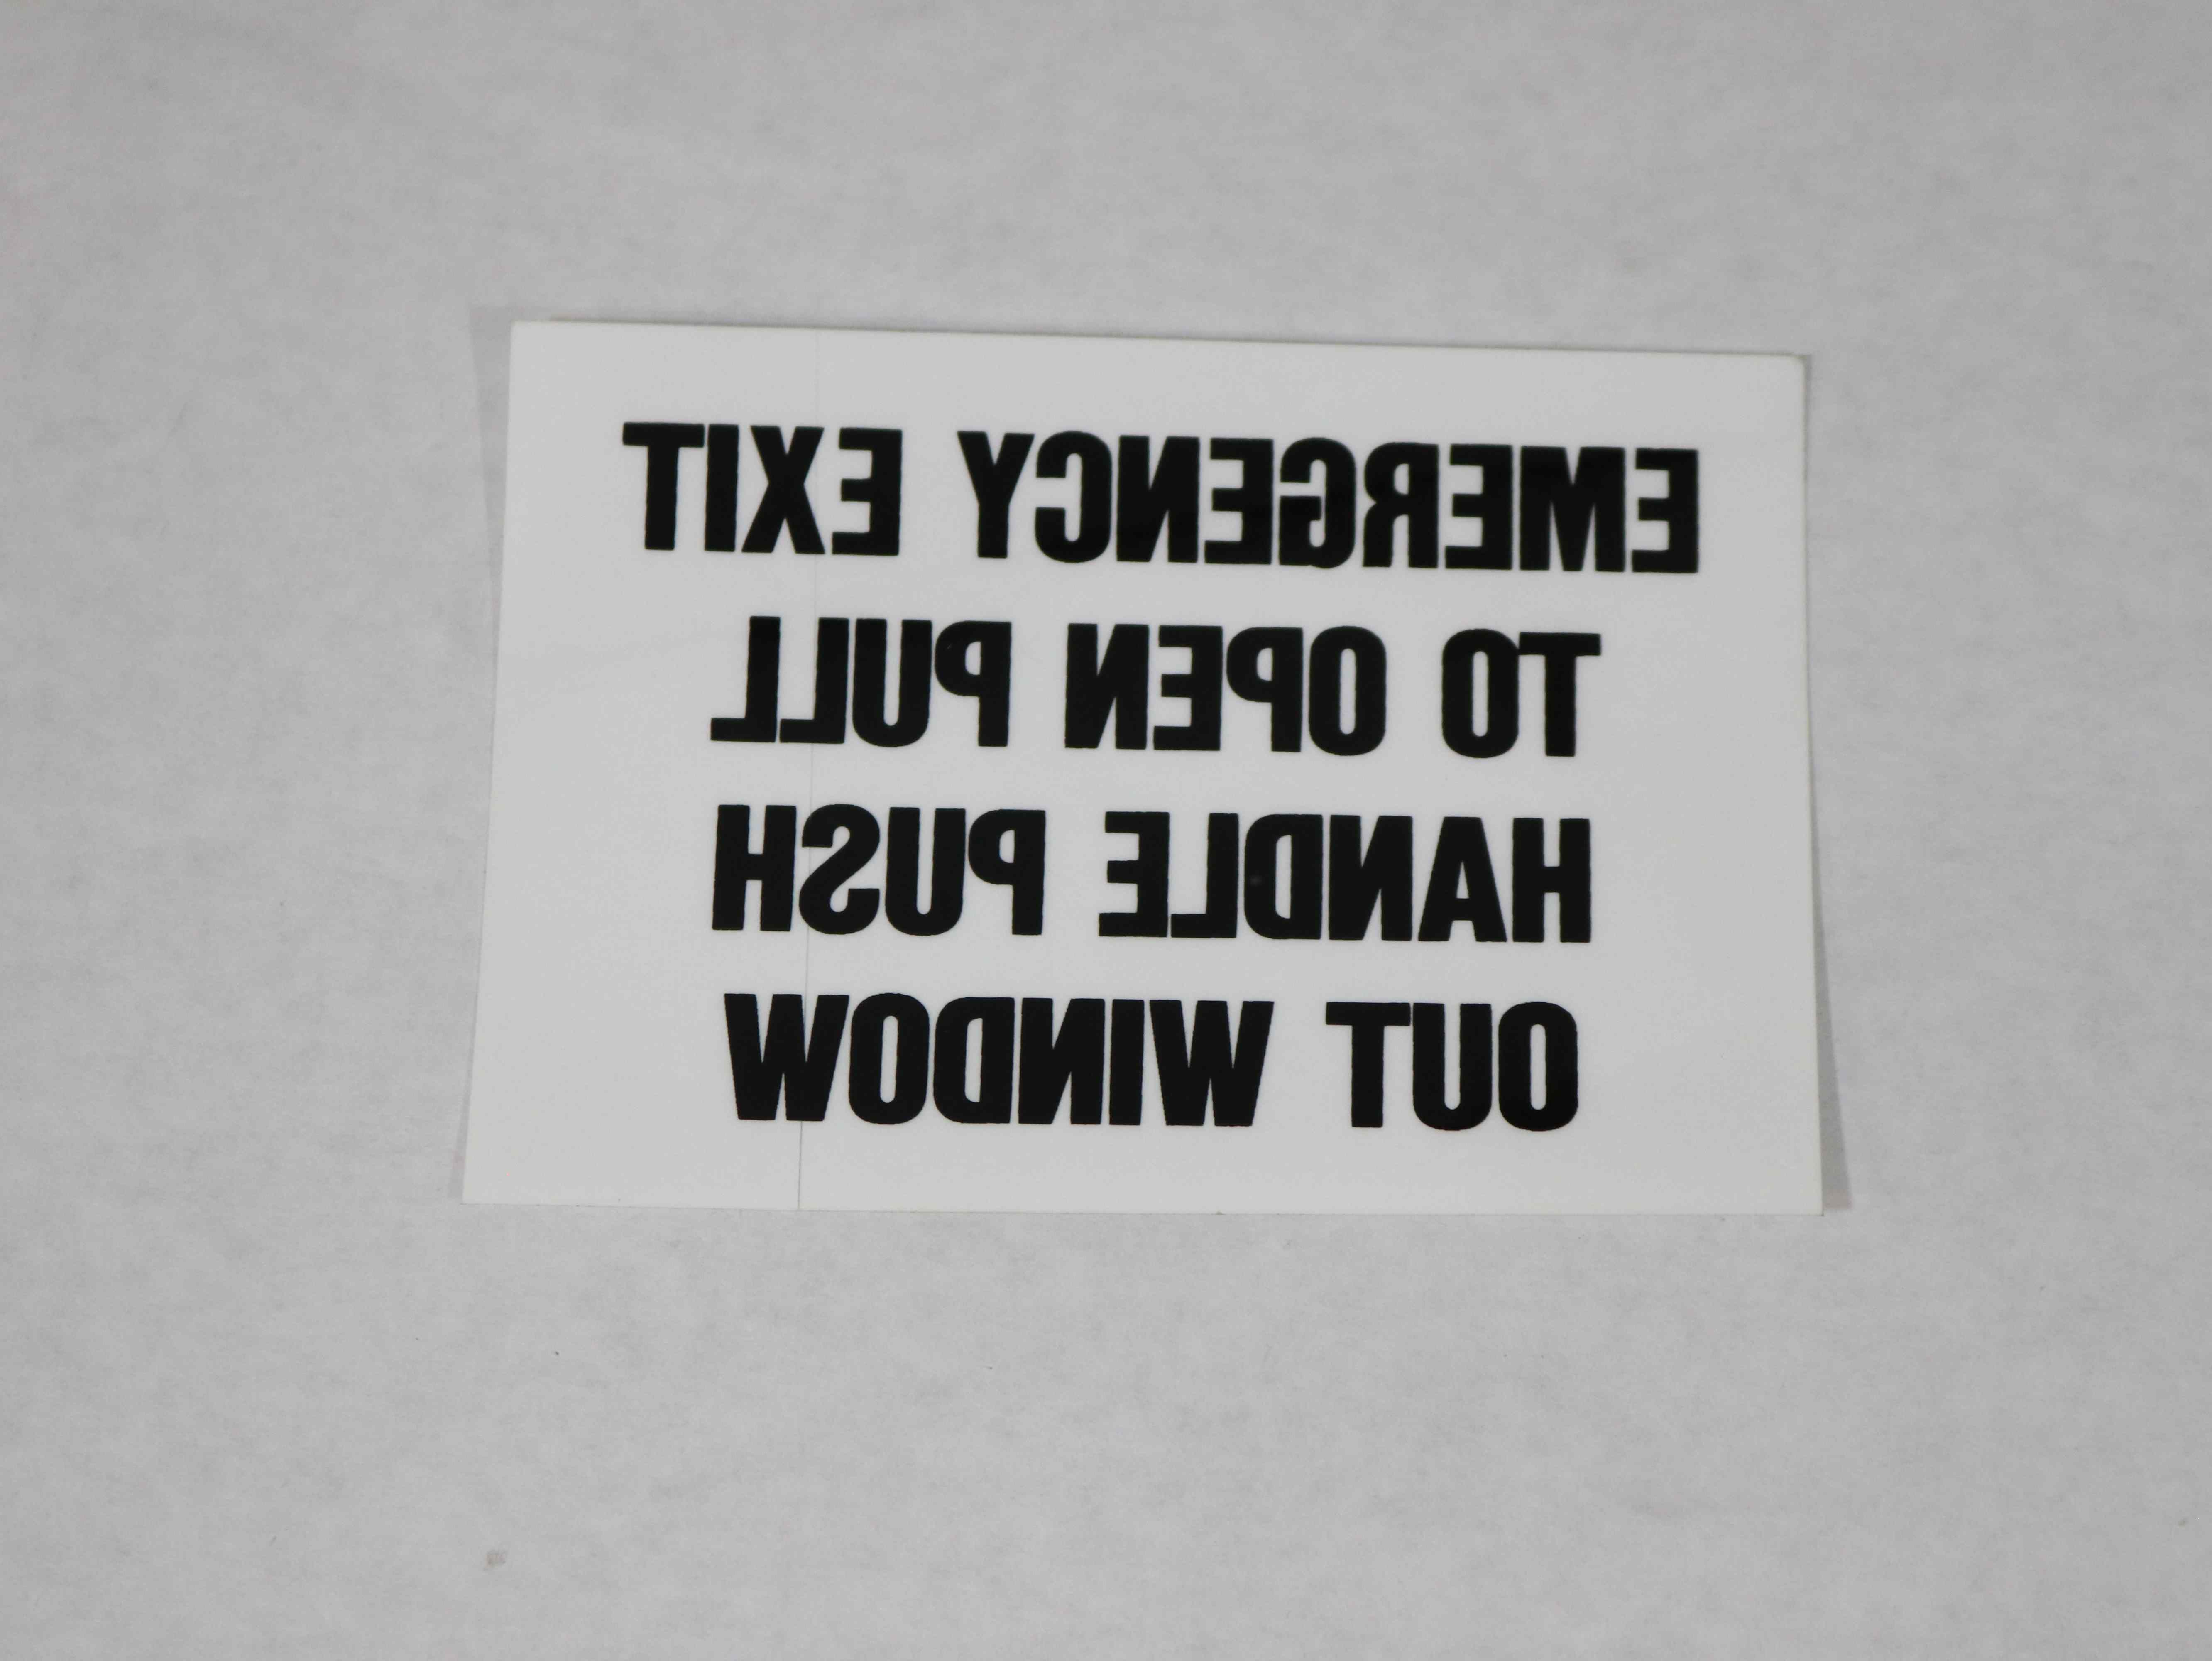 EMERGENCY EXIT
TO OPEN PULL
HANDLE PUSH
OUT WINDOW